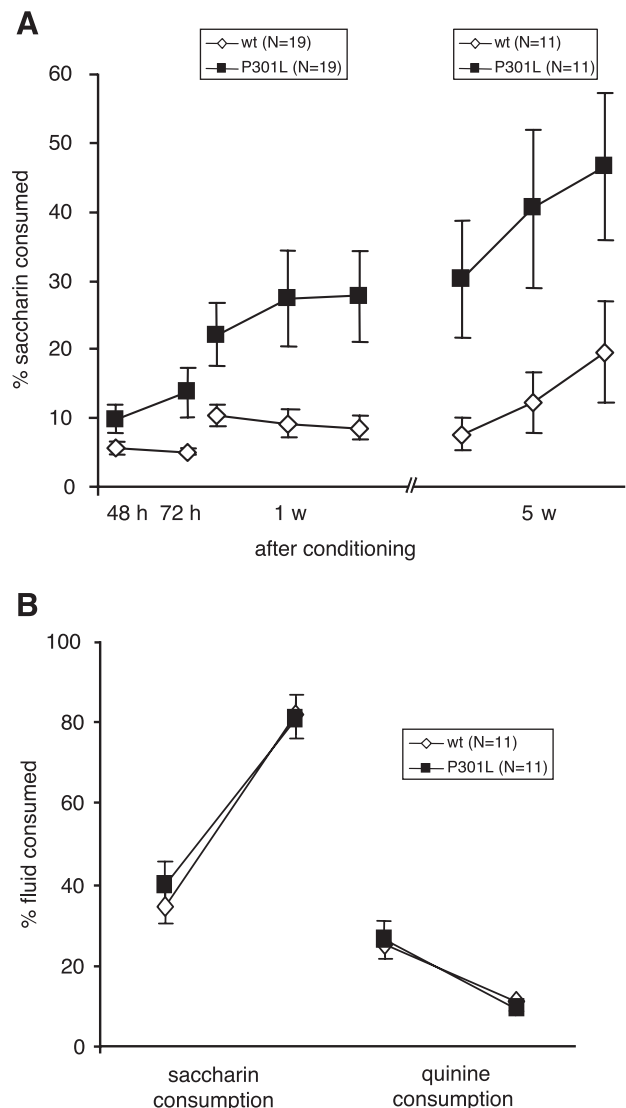 A
wt (N=19)
P301L (N=19)
wt (N=11)
P301L (N=11)
60
50
40
30
20
10
0
% saccharin consumed
48 h 72 h 1 w 5 w
after conditioning
B
100
80
60
40
20
0
% fluid consumed
wt (N=11)
P301L (N=11)
saccharin
consumption
quinine
consumption